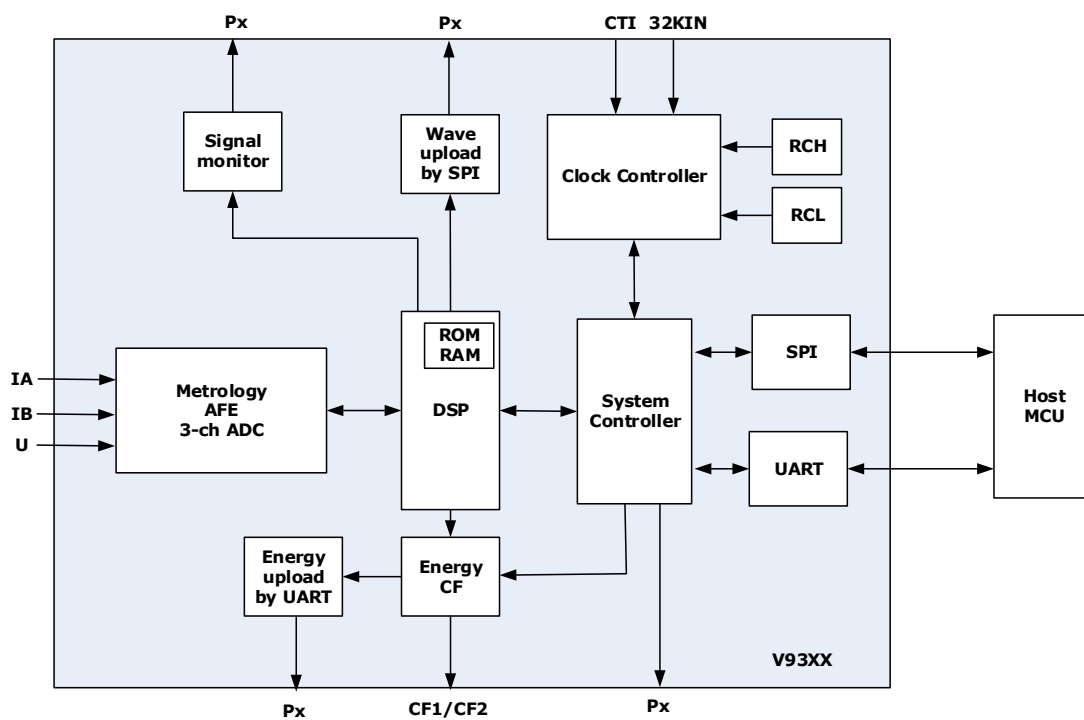 Px
Px
CTI 32KIN
Signal
monitor
Wave
upload
by SPI
Clock Controller
RCH
RCL
ROM
RAM
DSP
Metrology
AFE
3-ch ADC
IA
IB
U
System
Controller
SPI
UART
Host
MCU
Energy
upload
by UART
Energy
CF
V93XX
Px
CF1/CF2
Px